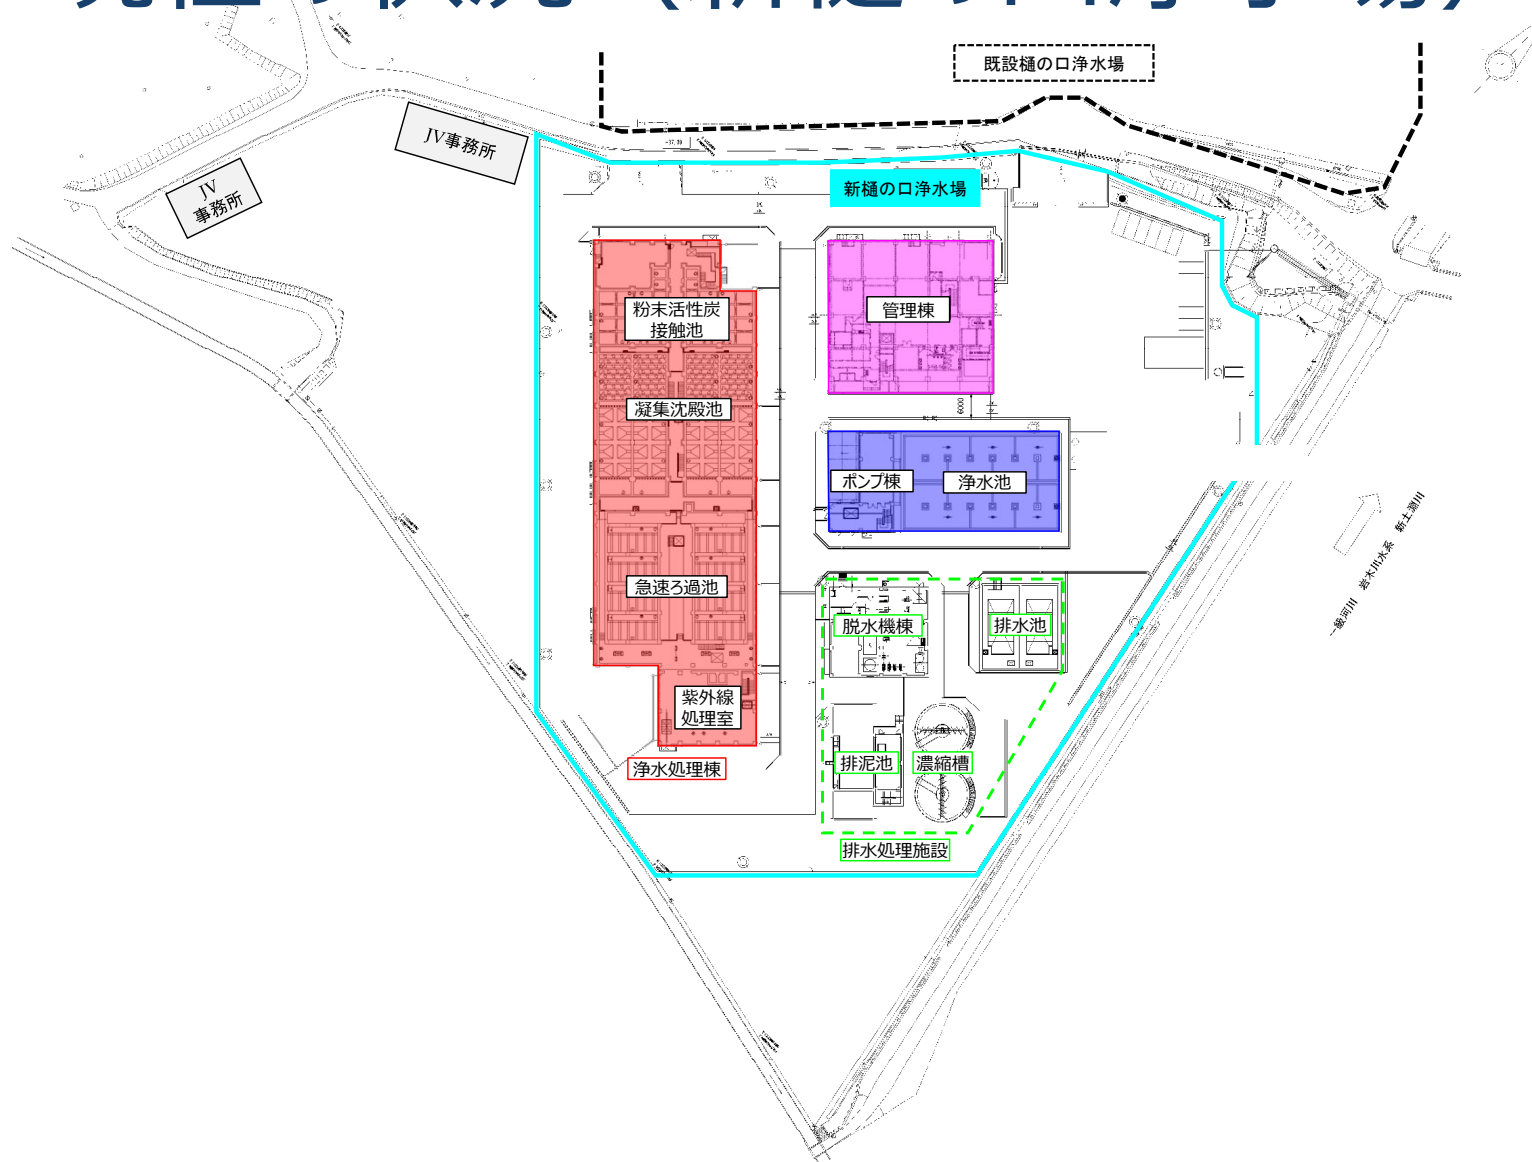 既設樋の口浄水場
JV事務所
JV
事務所
新樋の口浄水場
粉末活性炭
接触池
管理棟
凝集沈殿池
6000
ポンプ棟
浄水池
一級河川 岩木川水系 新土淵川
急速ろ過池
脱水機棟
排水池
紫外線
処理室
排泥池
濃縮槽
浄水処理棟
排水処理施設